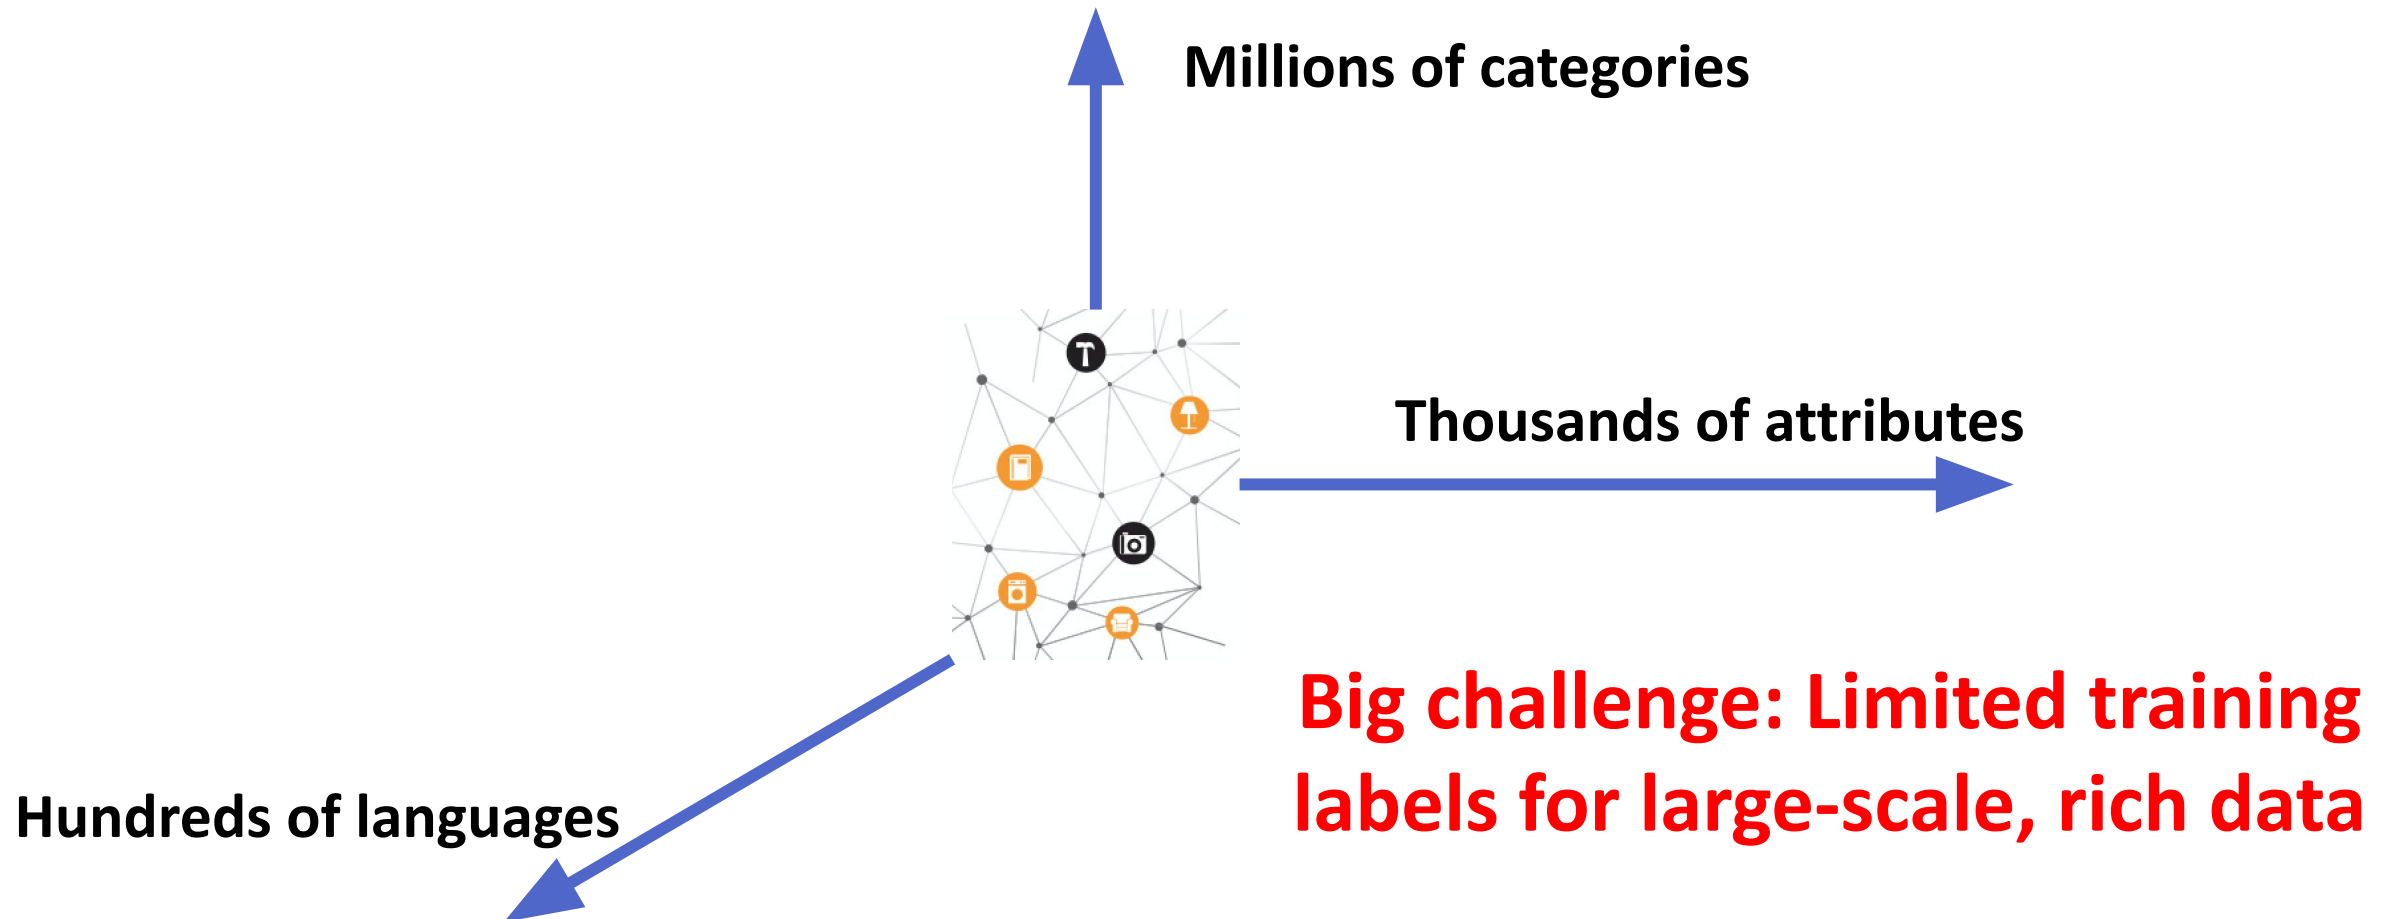 Millions of categories
Thousands of attributes
Big challenge: Limited training
labels for large-scale, rich data
Hundreds of languages